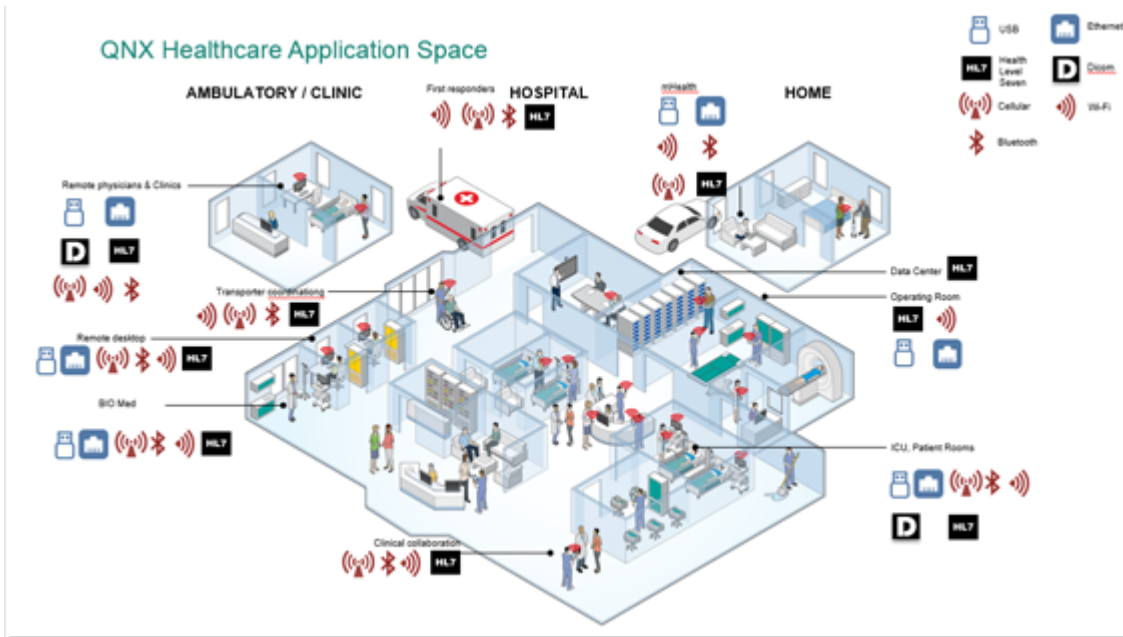 QNX Healthcare Application Space
USB
Ethernet
HL7
Health
Level
Seven
D
Dicom
Cellular
Wi-Fi
Bluetooth
AMBULATORY / CLINIC
First responders
HOSPITAL
mHealth
HOME
HL7
HL7
Remote physicians & Clinics
D
HL7
Data Center
HL7
Transporter coordinationg
HL7
Operating Room
HL7
Remote desktop
HL7
BIO Med
HL7
ICU, Patient Rooms
D
HL7
Clinical collaboration
HL7